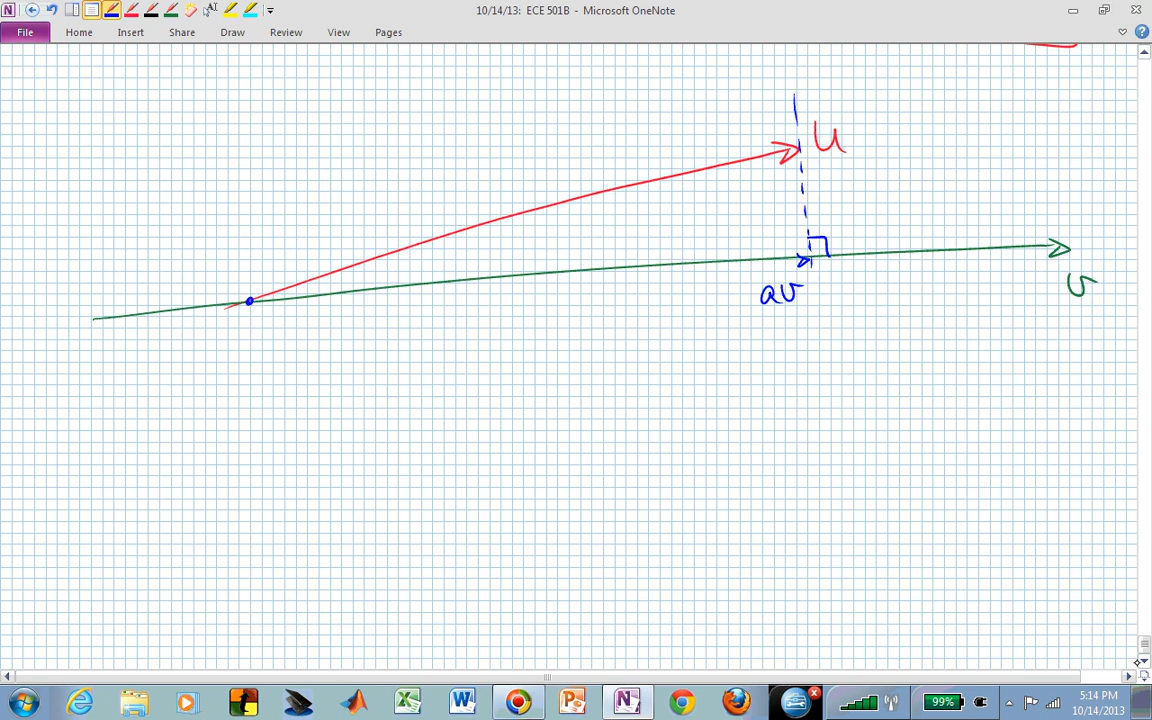 10/14/13: ECE 501B - Microsoft OneNote
File Home Insert Share Draw Review View Pages
u
av
v
99%
5:14 PM
10/14/2013